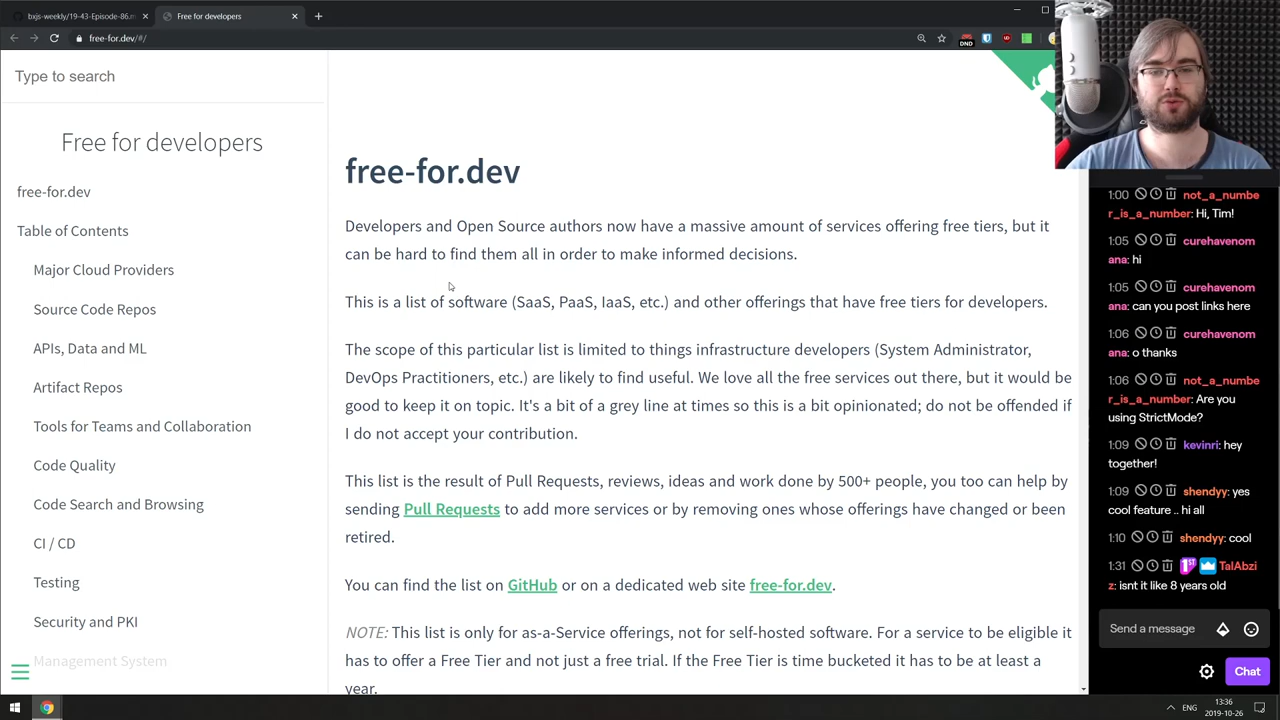 bxjs-weekly/19-43-Episode-86.m
Free for developers
free-for.dev/#/
DND
Type to search
Free for developers
free-for.dev
Table of Contents
Major Cloud Providers
Source Code Repos
APIs, Data and ML
Artifact Repos
Tools for Teams and Collaboration
Code Quality
Code Search and Browsing
CI / CD
Testing
Security and PKI
Management System
free-for.dev
Developers and Open Source authors now have a massive amount of services offering free tiers, but it
can be hard to find them all in order to make informed decisions.
This is a list of software (SaaS, PaaS, IaaS, etc.) and other offerings that have free tiers for developers.
The scope of this particular list is limited to things infrastructure developers (System Administrator,
DevOps Practitioners, etc.) are likely to find useful. We love all the free services out there, but it would be
good to keep it on topic. It's a bit of a grey line at times so this is a bit opinionated; do not be offended if
I do not accept your contribution.
This list is the result of Pull Requests, reviews, ideas and work done by 500+ people, you too can help by
sending Pull Requests to add more services or by removing ones whose offerings have changed or been
retired.
You can find the list on GitHub or on a dedicated web site free-for.dev.
NOTE: This list is only for as-a-Service offerings, not for self-hosted software. For a service to be eligible it
has to offer a Free Tier and not just a free trial. If the Free Tier is time bucketed it has to be at least a
year.
1:00 not_a_numbe
r_is_a_number: Hi, Tim!
1:05 curehavenom
ana: hi
1:05 curehavenom
ana: can you post links here
1:06 curehavenom
ana: o thanks
1:06 not_a_numbe
r_is_a_number: Are you
using StrictMode?
1:09 kevinri: hey
together!
1:09 shendyy: yes
cool feature .. hi all
1:10 shendyy: cool
1:31 1ST TalAbzi
z: isnt it like 8 years old
Send a message
Chat
ENG
13:36
2019-10-26